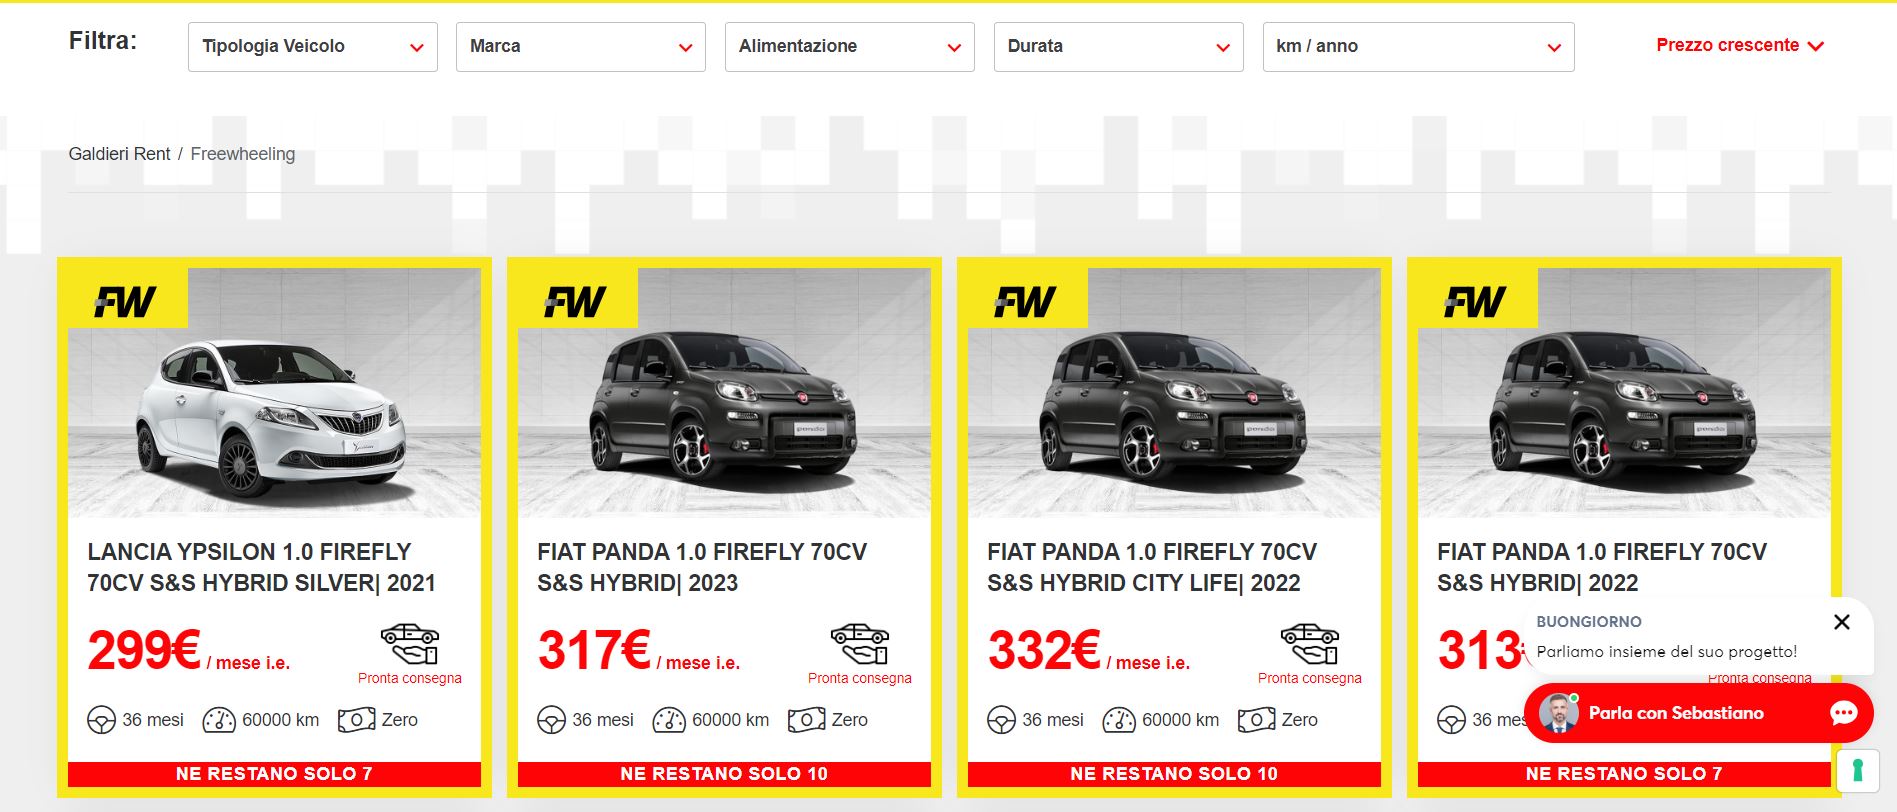 Filtra:
Tipologia Veicolo
Marca
Alimentazione
Durata
km / anno
Prezzo crescente
Galdieri Rent / Freewheeling
FW
LANCIA YPSILON 1.0 FIREFLY
70CV S&S HYBRID SILVER| 2021
299€ / mese i.e.
Pronta consegna
36 mesi
60000 km
Zero
NE RESTANO SOLO 7
FW
panda
FIAT PANDA 1.0 FIREFLY 70CV
S&S HYBRID| 2023
317€ / mese i.e.
Pronta consegna
36 mesi
60000 km
Zero
NE RESTANO SOLO 10
FW
panda
FIAT PANDA 1.0 FIREFLY 70CV
S&S HYBRID CITY LIFE| 2022
332€ / mese i.e.
Pronta consegna
36 mesi
60000 km
Zero
NE RESTANO SOLO 10
FW
panda
FIAT PANDA 1.0 FIREFLY 70CV
S&S HYBRID| 2022
313
Pronta consegna
36 mes
NE RESTANO SOLO 7
BUONGIORNO
Parliamo insieme del suo progetto!
Parla con Sebastiano